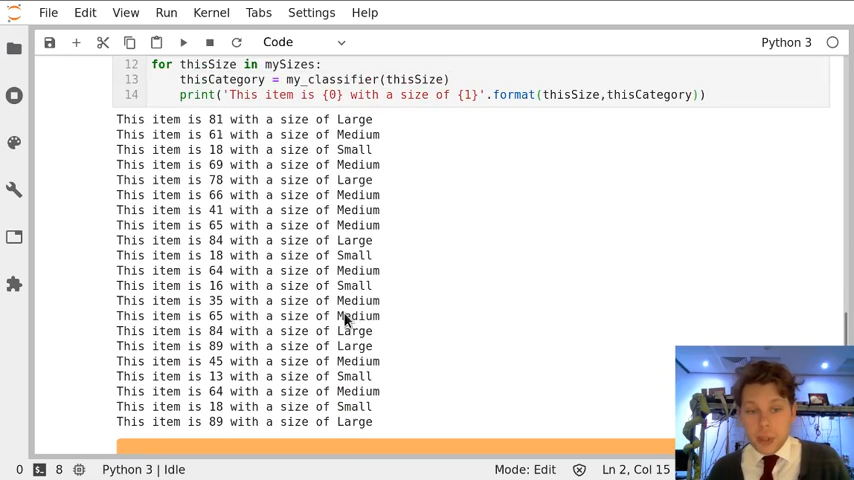 File Edit View Run Kernel Tabs Settings Help
Code Python 3
12 for thisSize in mySizes:
13 thisCategory = my_classifier(thisSize)
14 print('This item is {0} with a size of {1}'.format(thisSize,thisCategory))
This item is 81 with a size of Large
This item is 61 with a size of Medium
This item is 18 with a size of Small
This item is 69 with a size of Medium
This item is 78 with a size of Large
This item is 66 with a size of Medium
This item is 41 with a size of Medium
This item is 65 with a size of Medium
This item is 84 with a size of Large
This item is 18 with a size of Small
This item is 64 with a size of Medium
This item is 16 with a size of Small
This item is 35 with a size of Medium
This item is 65 with a size of Medium
This item is 84 with a size of Large
This item is 89 with a size of Large
This item is 45 with a size of Medium
This item is 13 with a size of Small
This item is 64 with a size of Medium
This item is 18 with a size of Small
This item is 89 with a size of Large
0 8 Python 3 | Idle Mode: Edit Ln 2, Col 15